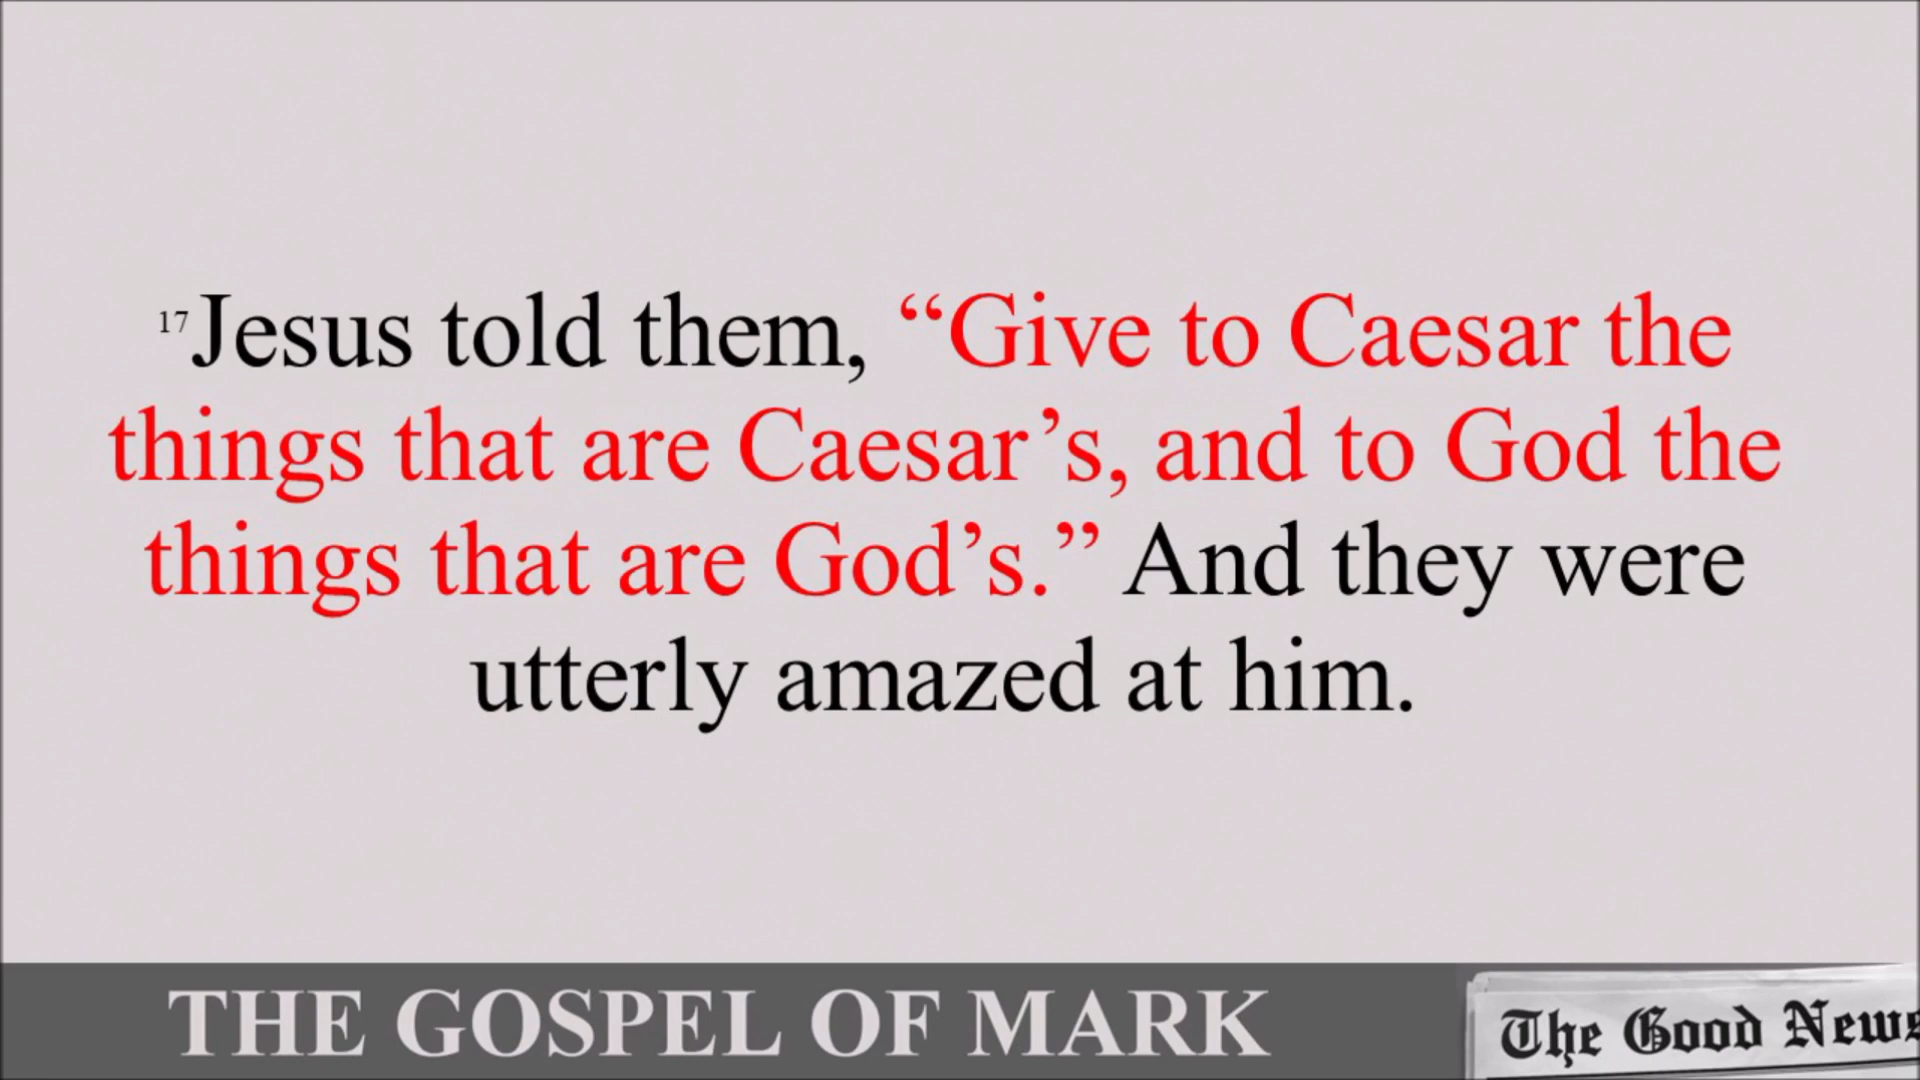 17Jesus told them, “Give to Caesar the
things that are Caesar’s, and to God the
things that are God’s.” And they were
utterly amazed at him.
THE GOSPEL OF MARK
The Good News